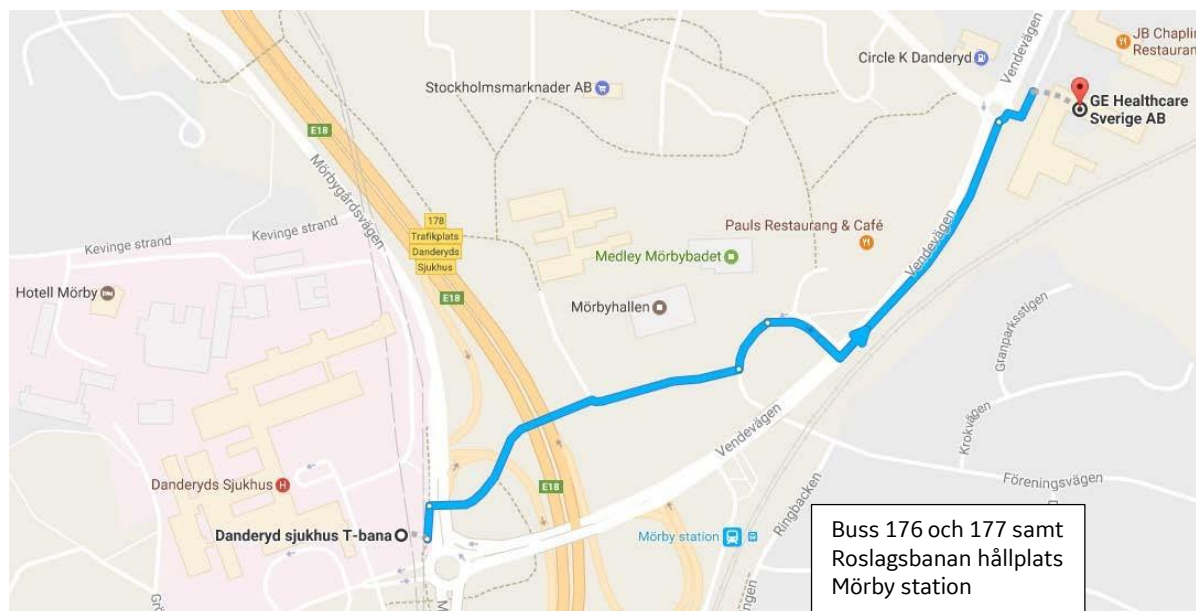 JB Chaplin
Restaurant
Circle K Danderyd
Vendevägen
Stockholmsmarknader AB
GE Healthcare
Sverige AB
E18
Mörbygårdsvägen
178
Trafikplats
Danderyds
Sjukhus
Kevinge strand
Kevinge strand
Pauls Restaurang & Café
Vendevägen
Medley Mörbybadet
Hotell Mörby
E18
Mörbyhallen
Granparksstigen
Krokvägen
Vendevägen
Danderyds Sjukhus
E18
Föreningsvägen
Ringbacken
Danderyd sjukhus T-bana
Mörby station
Buss 176 och 177 samt
Roslagsbanan hållplats
Mörby station